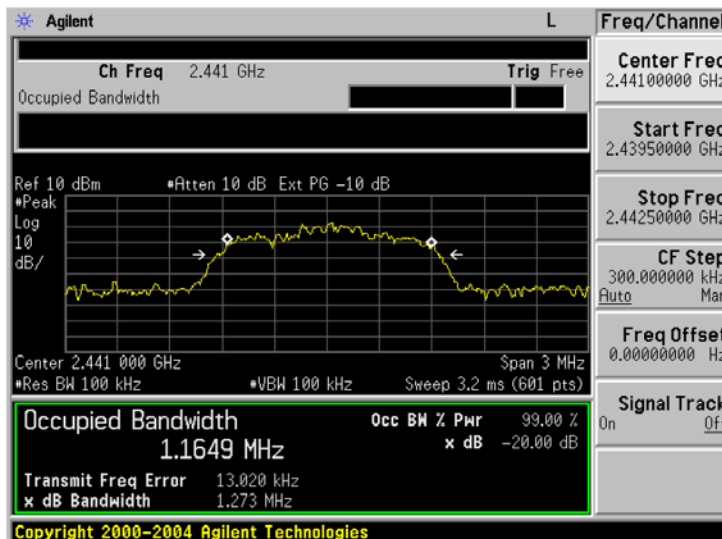 Agilent L
Freq/Channel
Ch Freq 2.441 GHz Trig Free
Occupied Bandwidth
Center Freq
2.44100000 GHz
Start Freq
2.43950000 GHz
Stop Freq
2.44250000 GHz
CF Step
300.000000 kHz
Auto Man
Freq Offset
0.00000000 Hz
Signal Track
On Off
Ref 10 dBm #Atten 10 dB Ext PG -10 dB
#Peak
Log
10
dB/
Center 2.441 000 GHz Span 3 MHz
#Res BW 100 kHz #VBW 100 kHz Sweep 3.2 ms (601 pts)
Occupied Bandwidth Occ BW % Pwr 99.00 %
1.1649 MHz x dB -20.00 dB
Transmit Freq Error 13.020 kHz
x dB Bandwidth 1.273 MHz
Copyright 2000-2004 Agilent Technologies